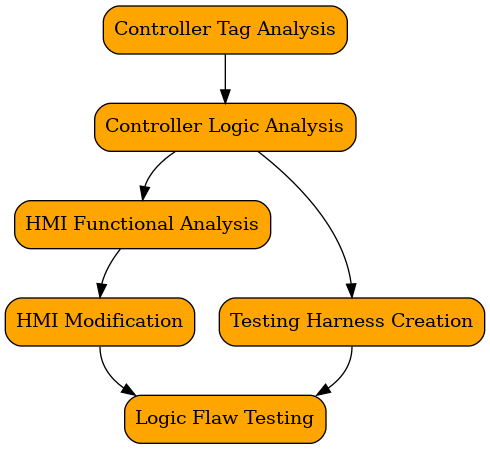 Controller Tag Analysis
Controller Logic Analysis
HMI Functional Analysis
HMI Modification
Testing Harness Creation
Logic Flaw Testing